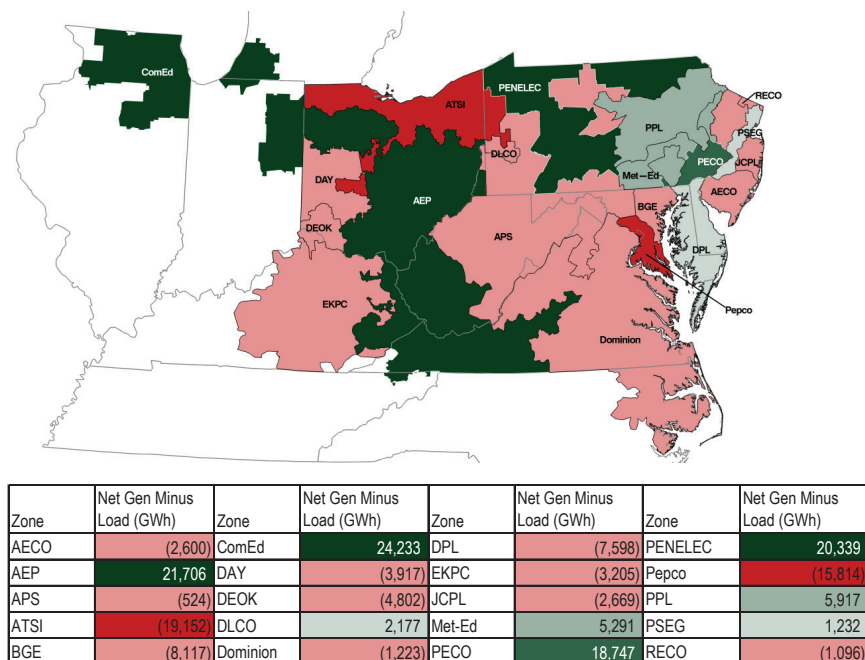 ComEd
PENELEC
RECO
ATSI
PPL
PSEG
DLCO
PECO
JCPL
DAY
Met-Ed
AECO
AEP
BGE
DEOK
APS
DPL
EKPC
Pepco
Dominion
Zone Net Gen Minus Load (GWh) Zone Net Gen Minus Load (GWh) Zone Net Gen Minus Load (GWh) Zone Net Gen Minus Load (GWh)
AECO (2,600) ComEd 24,233 DPL (7,598) PENELEC 20,339
AEP 21,706 DAY (3,917) EKPC (3,205) Pepco (15,814)
APS (524) DEOK (4,802) JCPL (2,669) PPL 5,917
ATSI (19,152) DLCO 2,177 Met-Ed 5,291 PSEG 1,232
BGE (8,117) Dominion (1,223) PECO 18,747 RECO (1,096)